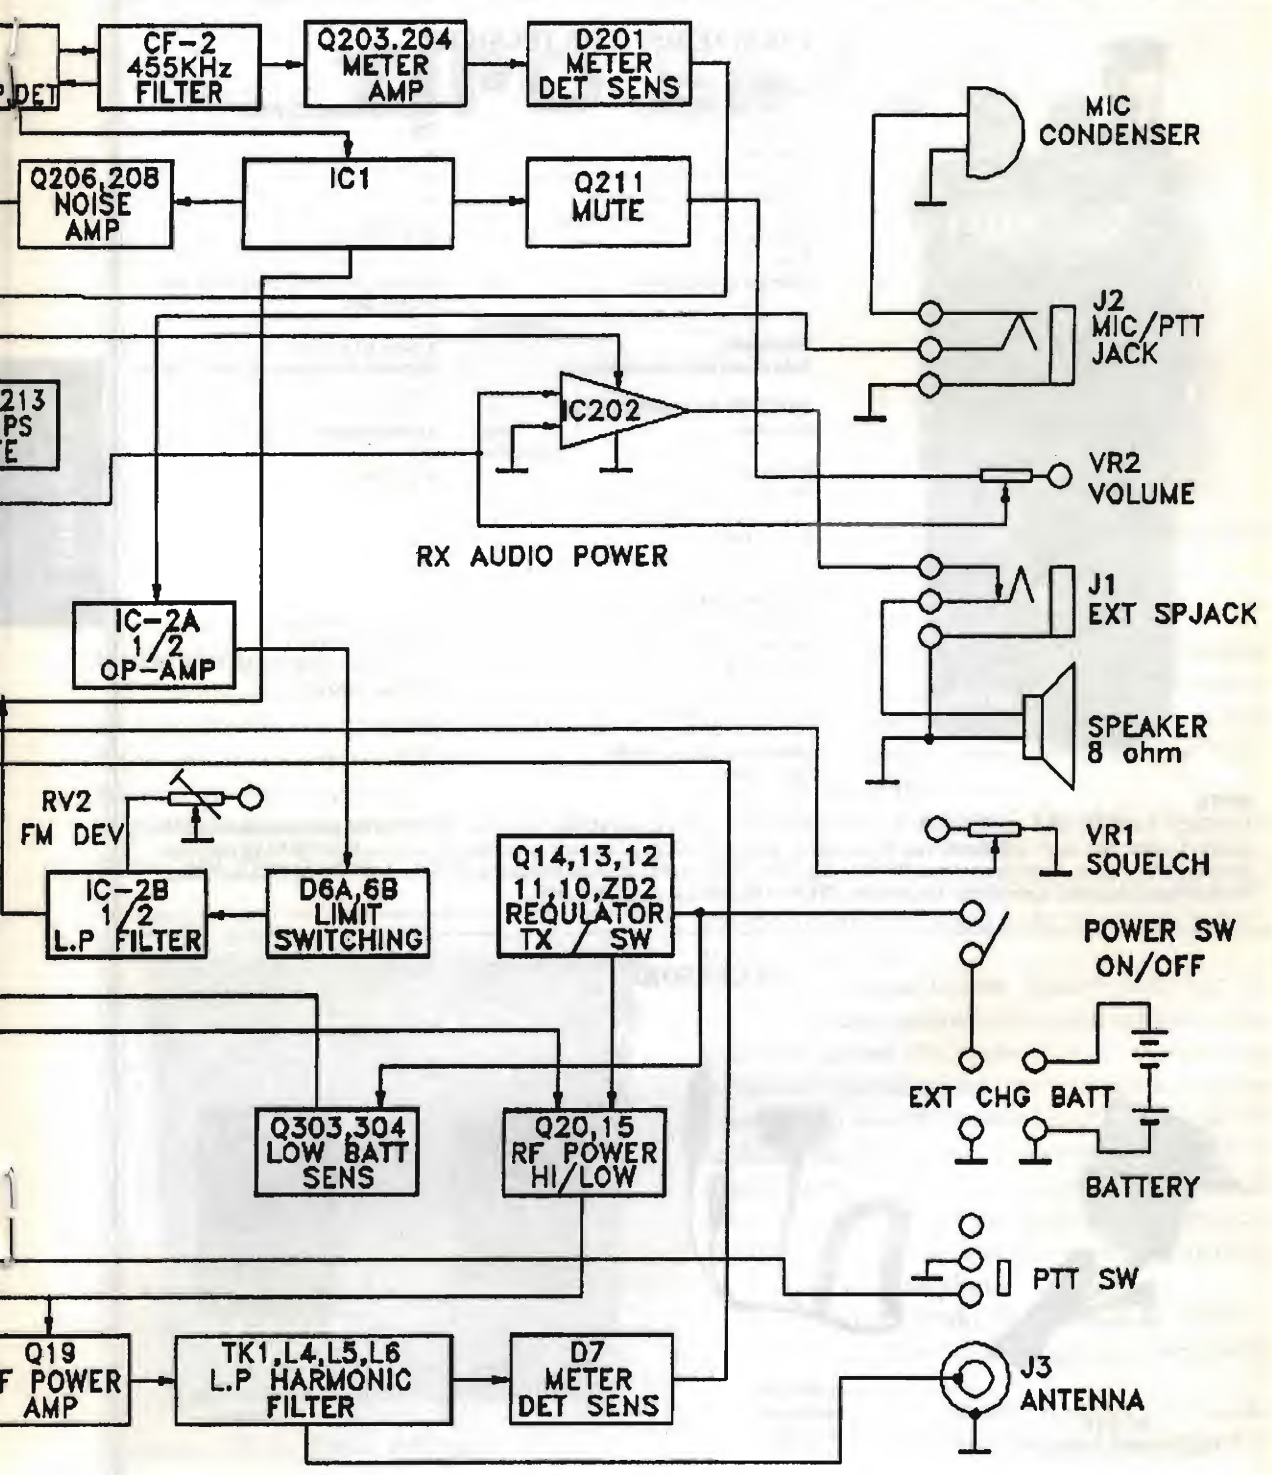 P.DET
CF-2
455KHz
FILTER
Q203.204
METER
AMP
D201
METER
DET SENS
MIC
CONDENSER
Q206,208
NOISE
AMP
IC1
Q211
MUTE
J2
MIC/PTT
JACK
213
PS
TE
IC202
VR2
VOLUME
RX AUDIO POWER
J1
EXT SPJACK
IC-2A
1/2
OP-AMP
SPEAKER
8 ohm
RV2
FM DEV
VR1
SQUELCH
IC-2B
1/2
L.P FILTER
D6A,6B
LIMIT
SWITCHING
Q14,13,12
11,10,ZD2
REQULATOR
TX / SW
POWER SW
ON/OFF
EXT CHG BATT
BATTERY
Q303,304
LOW BATT
SENS
Q20,15
RF POWER
HI/LOW
PTT SW
Q19
F POWER
AMP
TK1,L4,L5,L6
L.P HARMONIC
FILTER
D7
METER
DET SENS
J3
ANTENNA